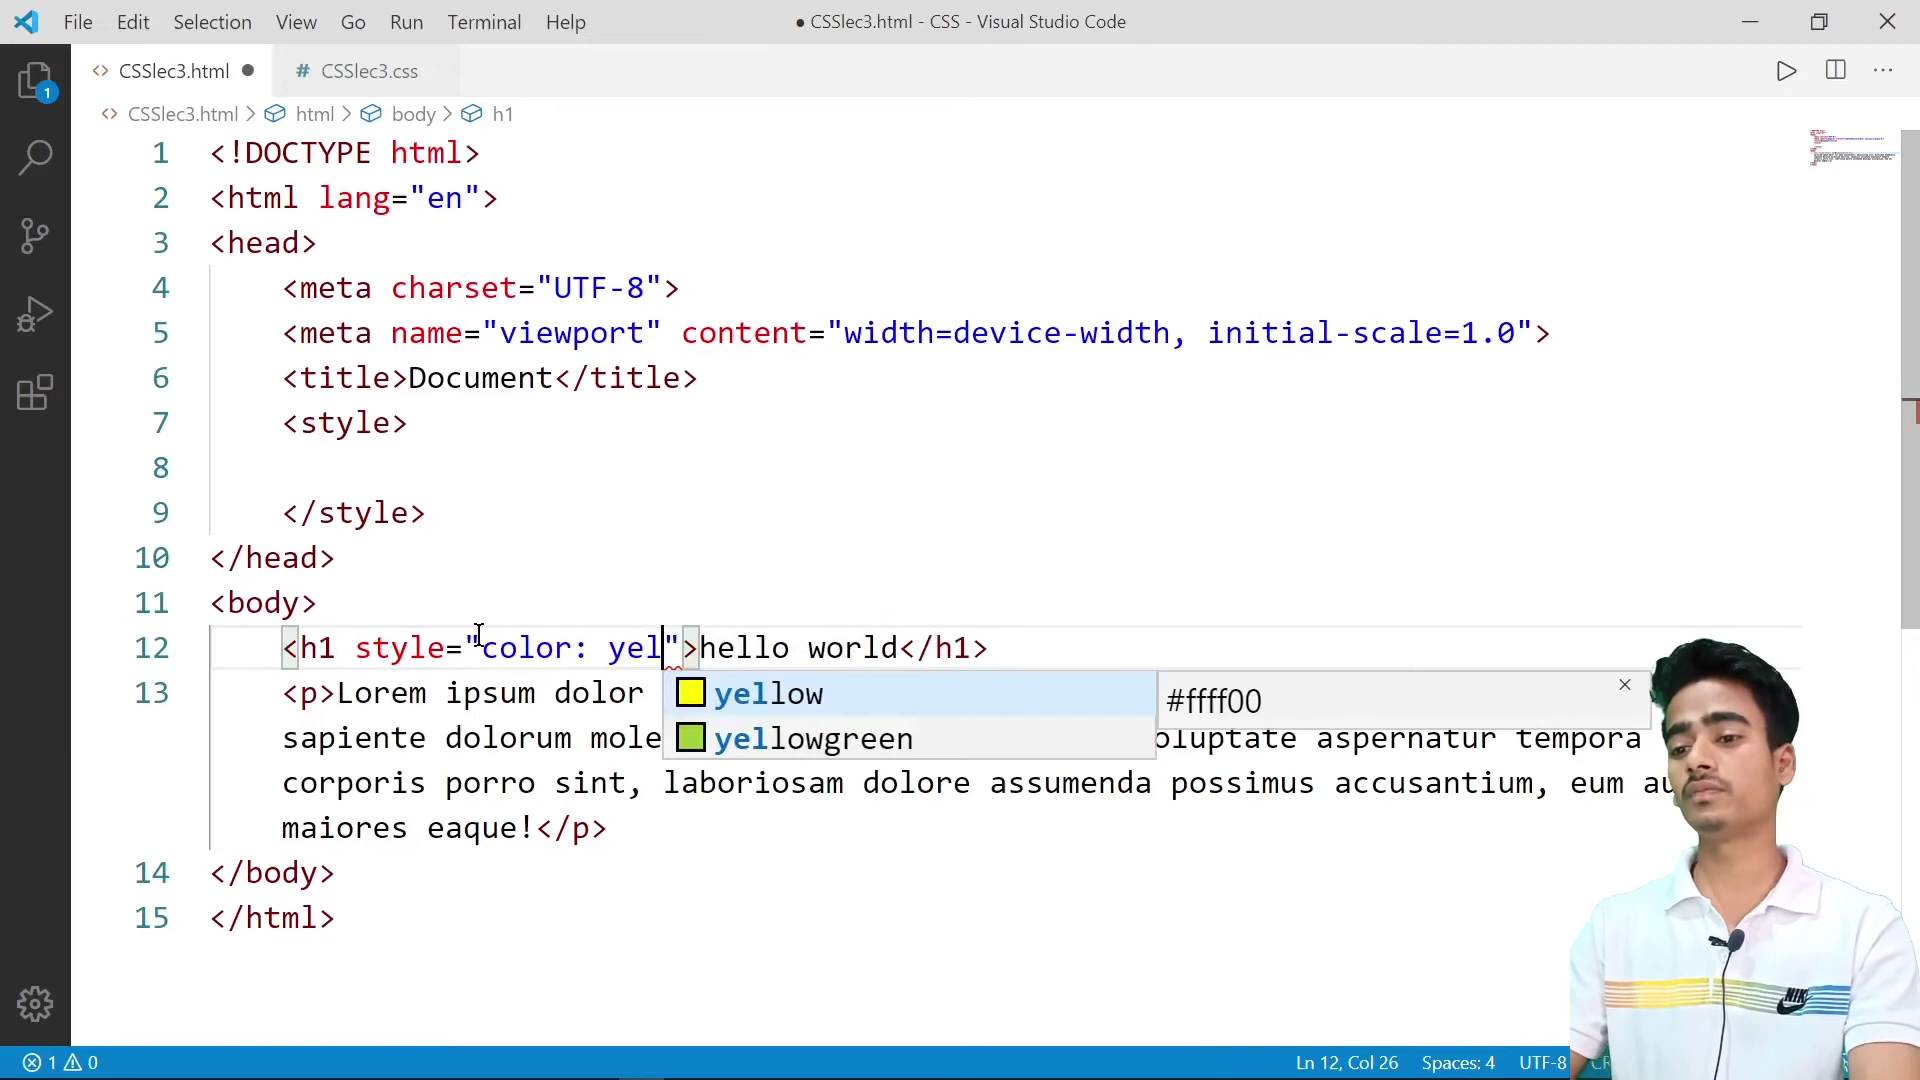 File Edit Selection View Go Run Terminal Help ● CSSlec3.html - CSS - Visual Studio Code
<> CSSlec3.html ● # CSSlec3.css
1
<> CSSlec3.html > html > body > h1
1 <!DOCTYPE html>
2 <html lang="en">
3 <head>
4 <meta charset="UTF-8">
5 <meta name="viewport" content="width=device-width, initial-scale=1.0">
6 <title>Document</title>
7 <style>
8
9 </style>
10 </head>
11 <body>
12 <h1 style="color: yel">hello world</h1>
13 <p>Lorem ipsum dolor
yellow #ffff00
sapiente dolorum mole
yellowgreen
oluptate aspernatur tempora
corporis porro sint, laboriosam dolore assumenda possimus accusantium, eum au
maiores eaque!</p>
14 </body>
15 </html>
NIKE
1 0 Ln 12, Col 26 Spaces: 4 UTF-8